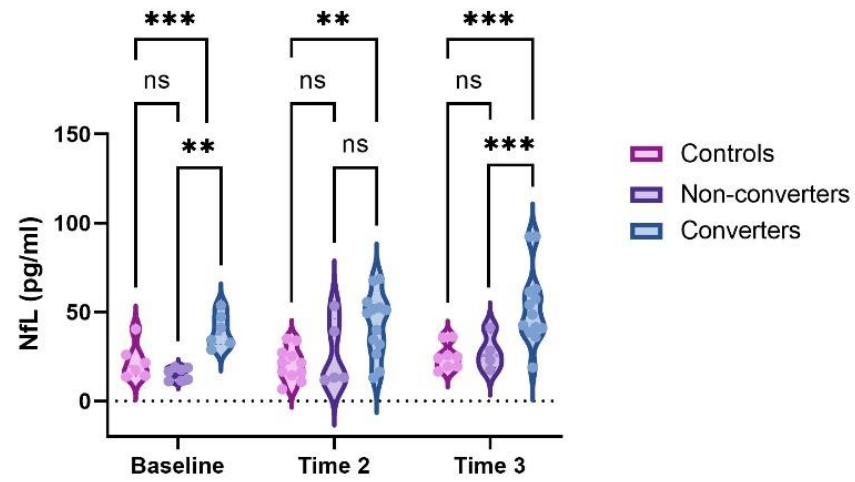 *** ** ***
ns ns ns
** ns ***
150
100
50
0
NfL (pg/ml)
Baseline Time 2 Time 3
Controls
Non-converters
Converters